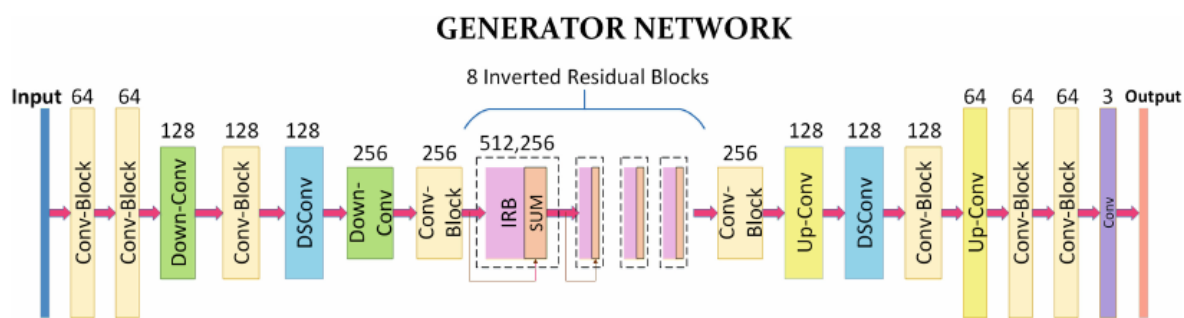 GENERATOR NETWORK
8 Inverted Residual Blocks
Input
64
64
128
128
128
256
256
512,256
256
128
128
128
64
64
64
3
Output
Conv-Block
Conv-Block
Down-Conv
Conv-Block
DSConv
Down-
Conv
Conv-
Block
IRB
SUM
Conv-
Block
Up-Conv
DSConv
Conv-Block
Up-Conv
Conv-Block
Conv-Block
Conv